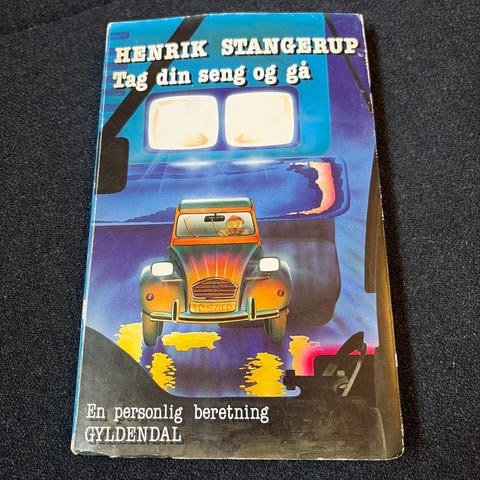 HENRIK STANGERUP
Tag din seng og gå
En personlig beretning
GYLDENDAL